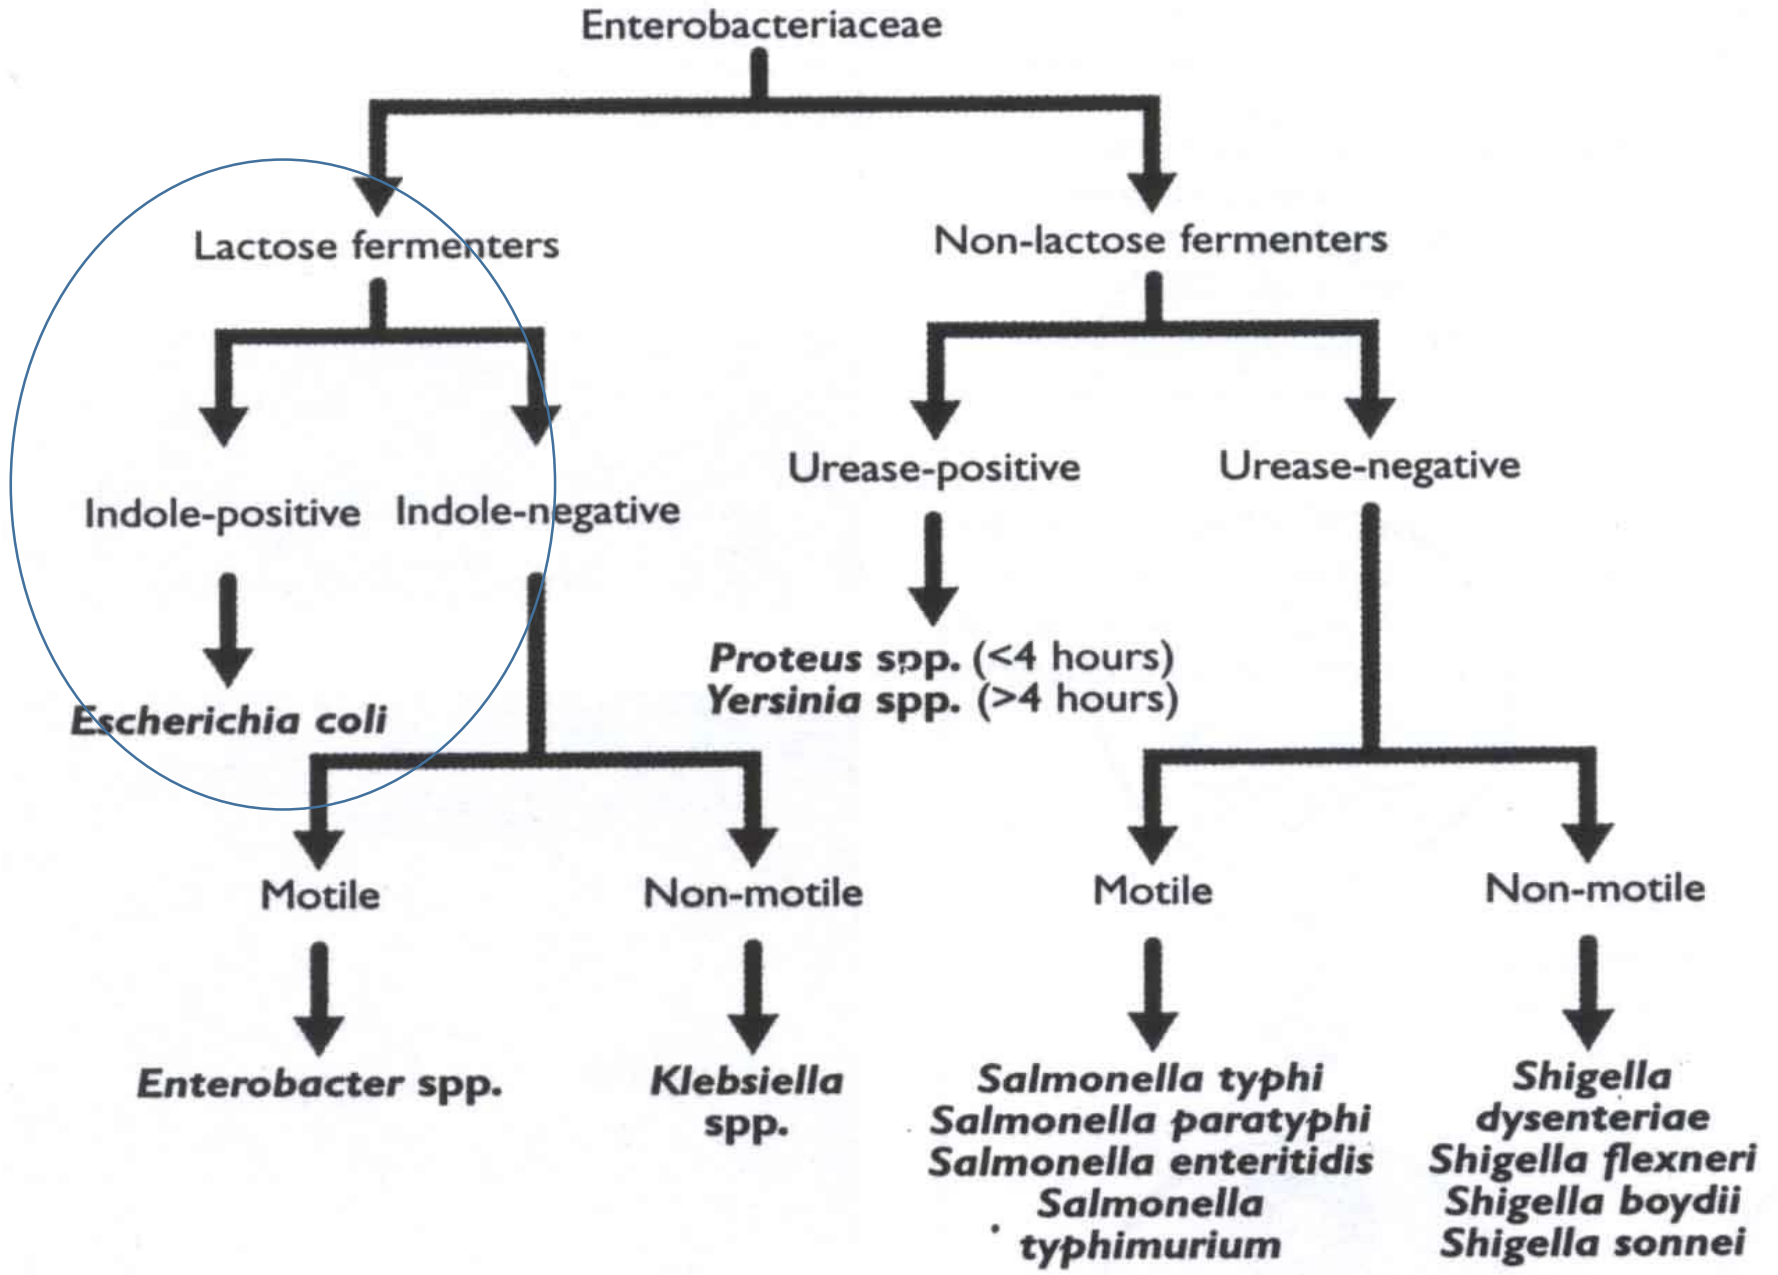 Enterobacteriaceae
Lactose fermenters
Non-lactose fermenters
Indole-positive
Indole-negative
Urease-positive
Urease-negative
Escherichia coli
Proteus spp. (<4 hours)
Yersinia spp. (>4 hours)
Motile
Non-motile
Motile
Non-motile
Enterobacter spp.
Klebsiella
spp.
Salmonella typhi
Salmonella paratyphi
Salmonella enteritidis
Salmonella
typhimurium
Shigella
dysenteriae
Shigella flexneri
Shigella boydii
Shigella sonnei